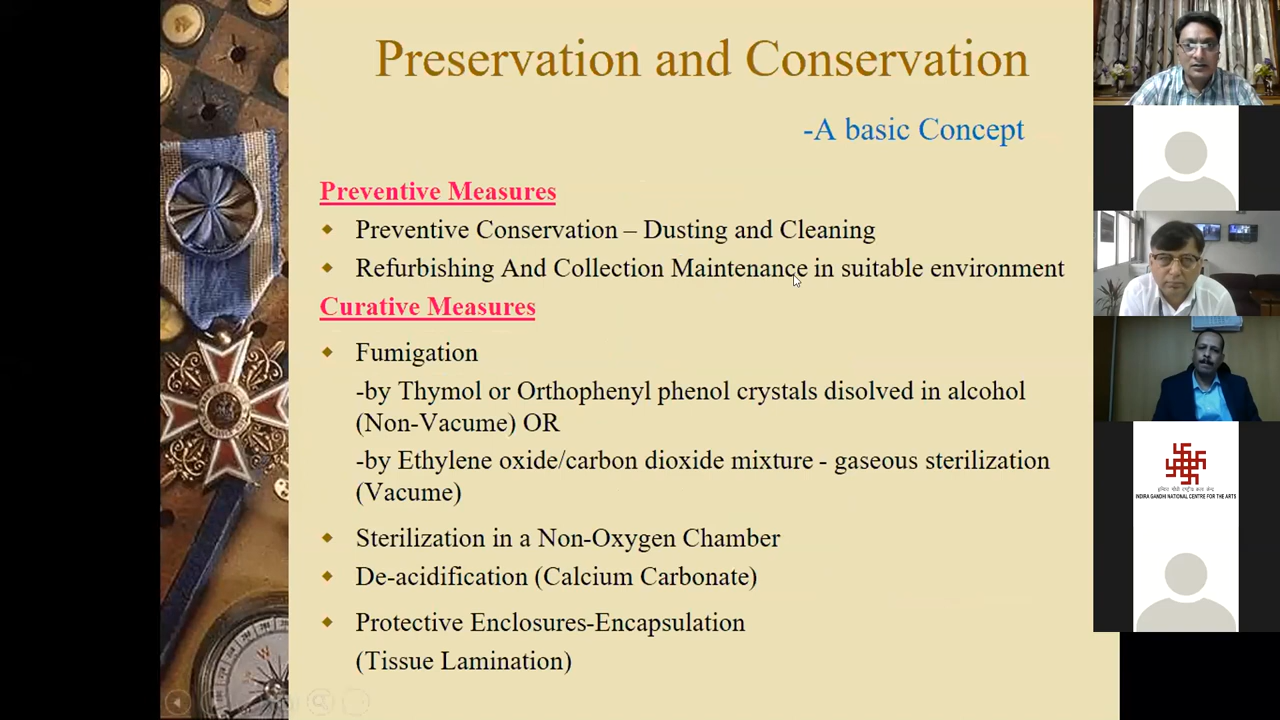 Preservation and Conservation
-A basic Concept
Preventive Measures
Preventive Conservation – Dusting and Cleaning
Refurbishing And Collection Maintenance in suitable environment
Curative Measures
Fumigation
-by Thymol or Orthophenyl phenol crystals disolved in alcohol
(Non-Vacume) OR
-by Ethylene oxide/carbon dioxide mixture - gaseous sterilization
(Vacume)
Sterilization in a Non-Oxygen Chamber
De-acidification (Calcium Carbonate)
Protective Enclosures-Encapsulation
(Tissue Lamination)
इन्दिरा गाँधी राष्ट्रीय कला केन्द्र
INDIRA GANDHI NATIONAL CENTRE FOR THE ARTS